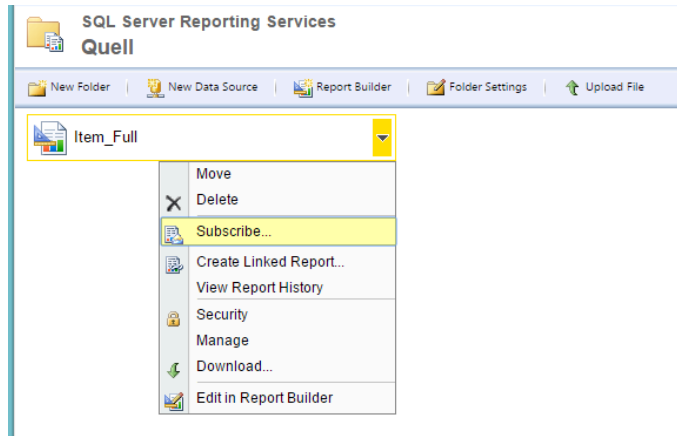 SQL Server Reporting Services
Quell
New Folder | New Data Source | Report Builder | Folder Settings | Upload File
Item_Full
Move
Delete
Subscribe...
Create Linked Report...
View Report History
Security
Manage
Download...
Edit in Report Builder